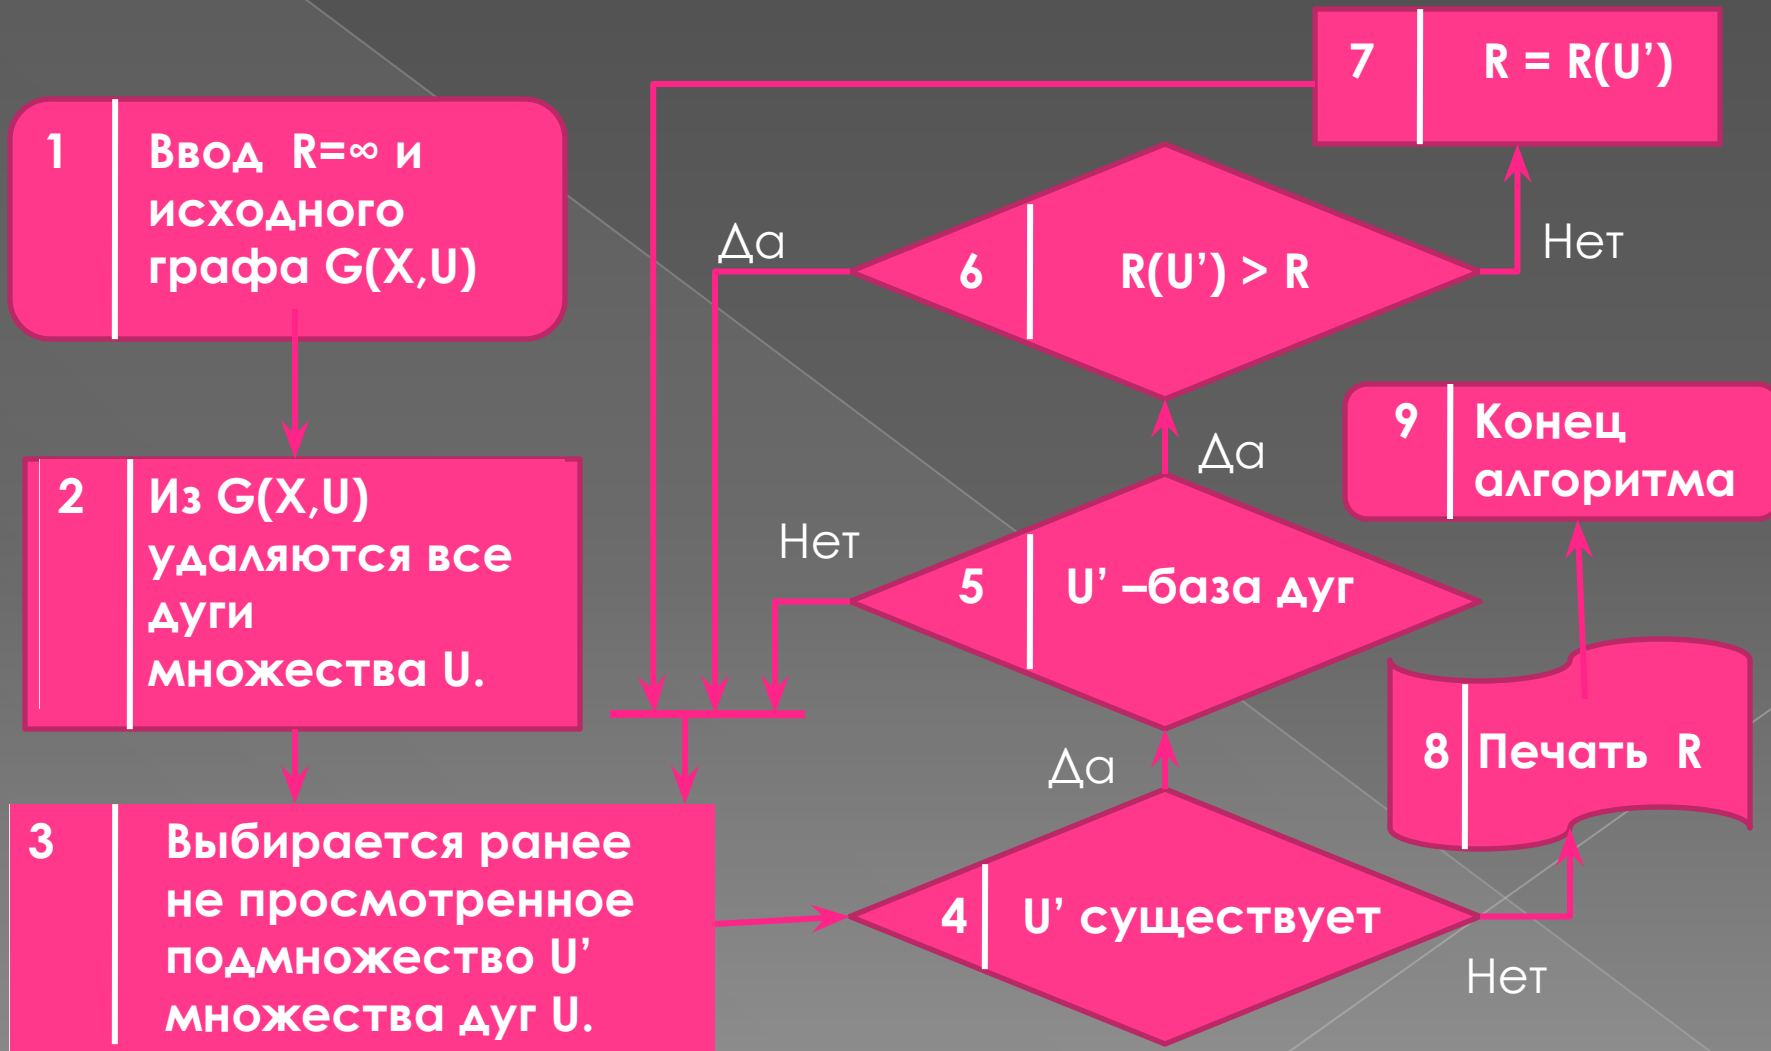 1
Ввод R=∞ и
исходного
графа G(X,U)
2
Из G(X,U)
удаляются все
дуги
множества U.
3
Выбирается ранее
не просмотренное
подмножество U’
множества дуг U.
4
U’ существует
Да
Нет
5
U’ –база дуг
Да
Нет
6
R(U’) > R
Да
Нет
7
R = R(U’)
8
Печать R
9
Конец
алгоритма